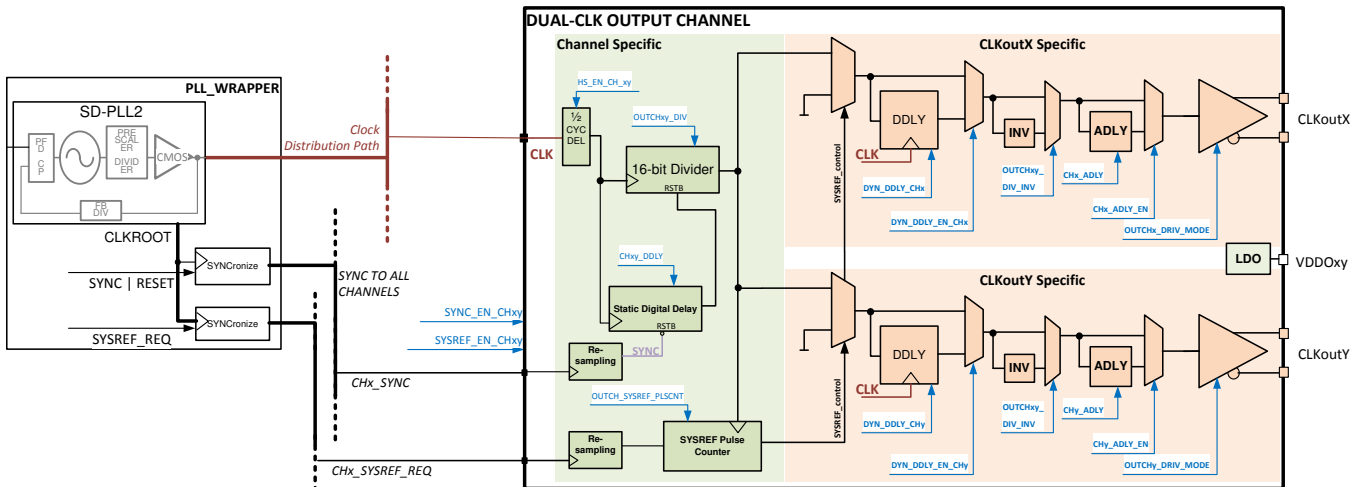 DUAL-CLK OUTPUT CHANNEL
Channel Specific
CLKoutX Specific
PLL_WRAPPER
SD-PLL2
PF
D
C
P
PRE
SCAL
ER
DIVID
ER
CMOS
FB
DIV
CLKROOT
SYNCronize
SYNC | RESET
SYNCronize
SYSREF_REQ
Clock
Distribution Path
SYNC TO ALL
CHANNELS
SYNC_EN_CHxy
SYSREF_EN_CHxy
CHx_SYNC
CHx_SYSREF_REQ
CLK
HS_EN_CH_xy
½
CYC
DEL
OUTCHxy_DIV
16-bit Divider
RSTB
CHxy_DDLY
Static Digital Delay
RSTB
Re-
sampling
SYNC
OUTCH_SYSREF_PLSCNT
Re-
sampling
SYSREF Pulse
Counter
SYSREF_control
DDLY
CLK
DYN_DDLY_CHx
DYN_DDLY_EN_CHx
INV
OUTCHxy_
DIV_INV
ADLY
CHx_ADLY
CHx_ADLY_EN
OUTCHx_DRIV_MODE
CLKoutX
LDO
VDDOxy
CLKoutY Specific
SYSREF_control
DDLY
CLK
DYN_DDLY_CHy
DYN_DDLY_EN_CHy
INV
OUTCHxy_
DIV_INV
ADLY
CHy_ADLY
CHy_ADLY_EN
OUTCHy_DRIV_MODE
CLKoutY